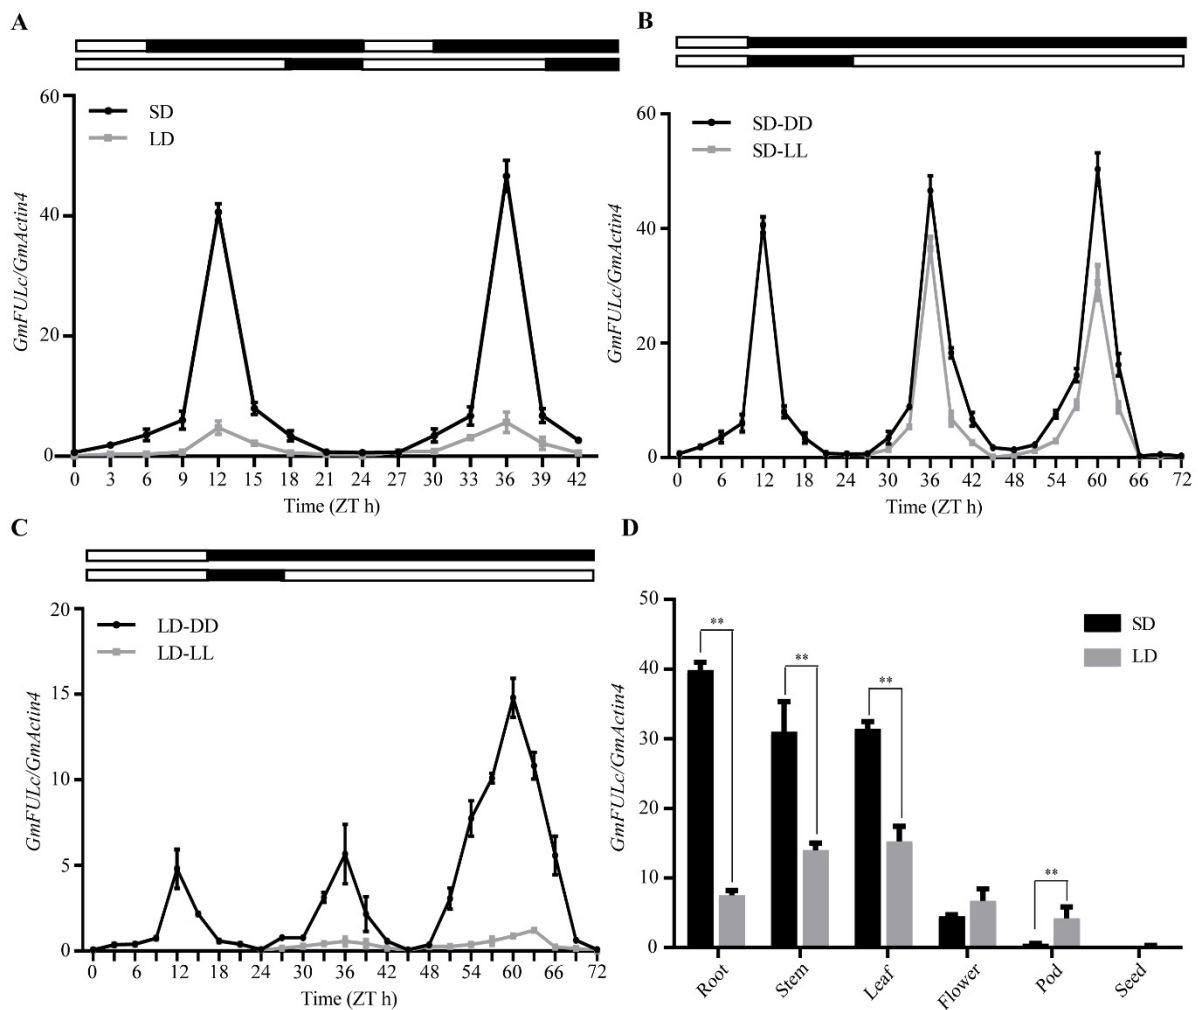 A
60
40
20
0
GmFULc/GmActin4
SD
LD
0 3 6 9 12 15 18 21 24 27 30 33 36 39 42
Time (ZT h)
B
60
40
20
0
GmFULc/GmActin4
SD-DD
SD-LL
0 6 12 18 24 30 36 42 48 54 60 66 72
Time (ZT h)
C
20
15
10
5
0
GmFULc/GmActin4
LD-DD
LD-LL
0 6 12 18 24 30 36 42 48 54 60 66 72
Time (ZT h)
D
50
40
30
20
10
0
GmFULc/GmActin4
SD
LD
**
**
**
**
Root Stem Leaf Flower Pod Seed